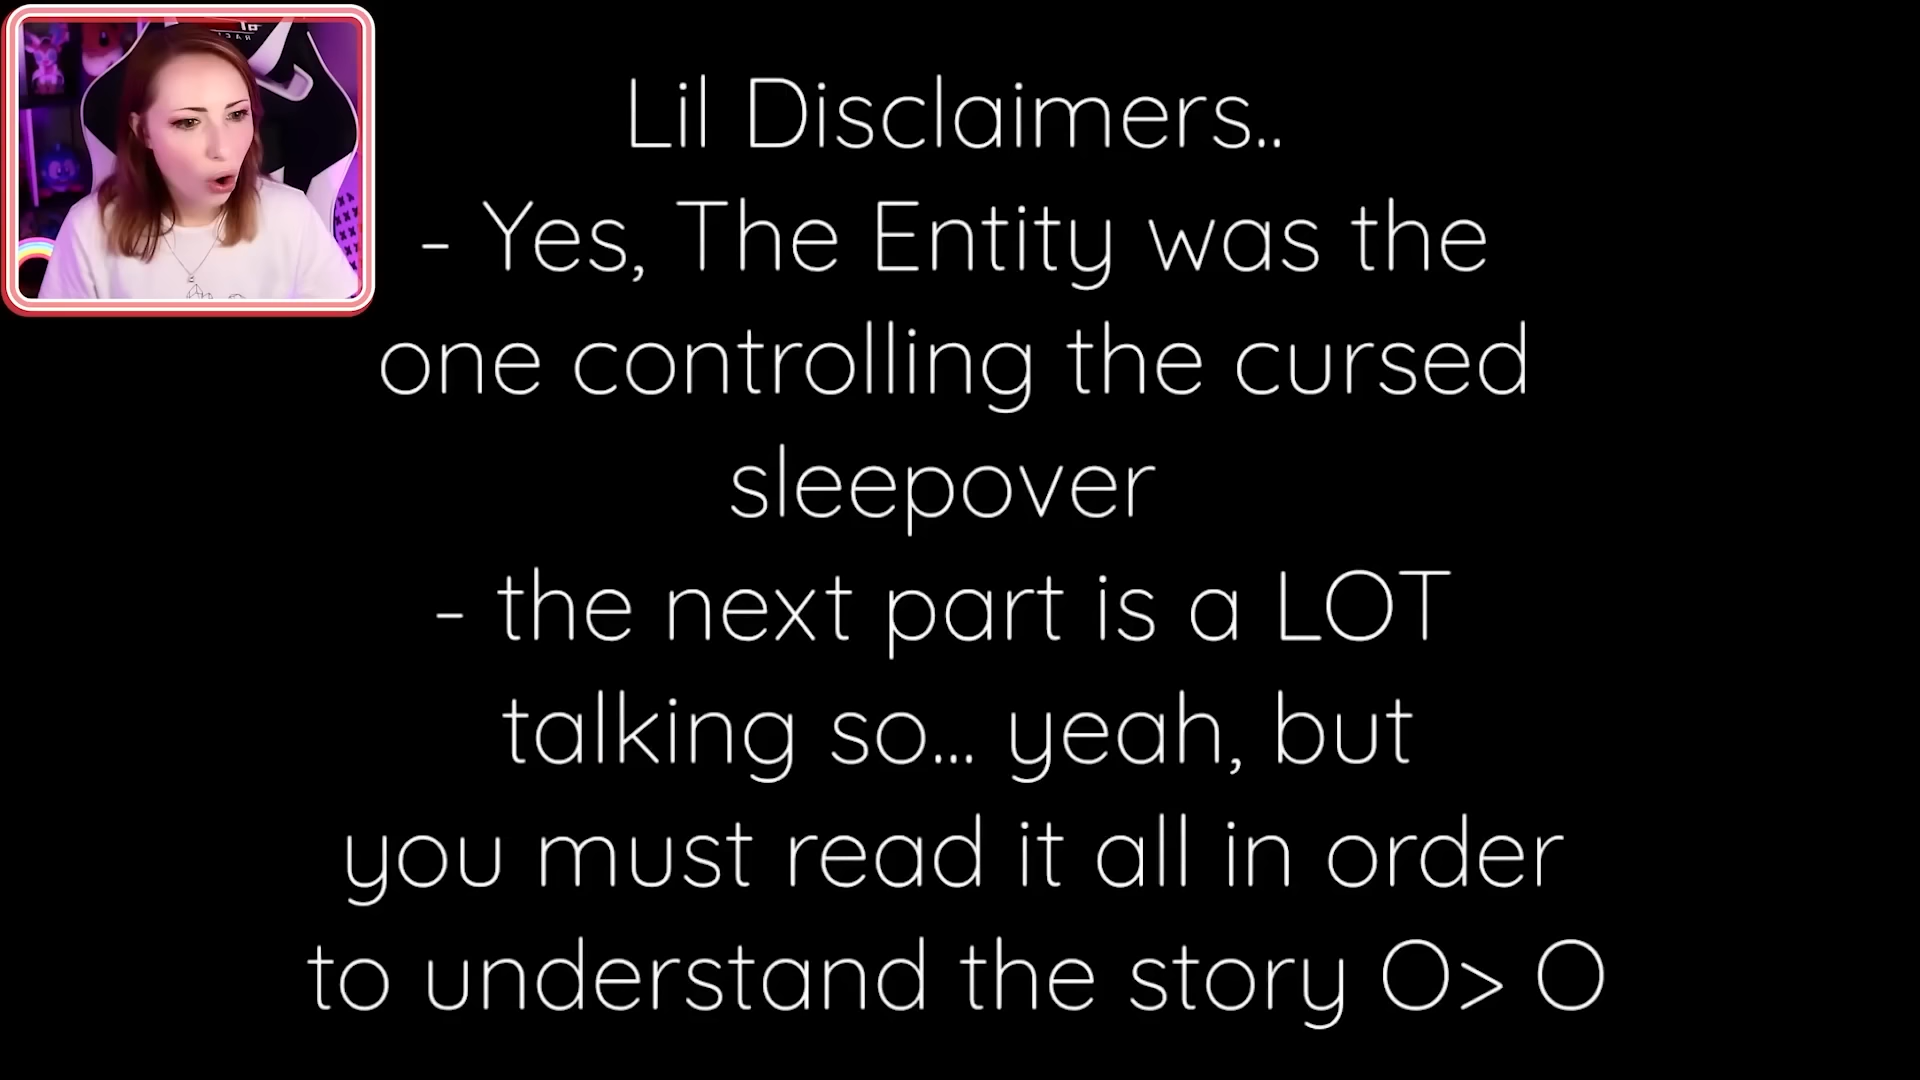 Lil Disclaimers..
- Yes, The Entity was the
one controlling the cursed
sleepover
- the next part is a LOT
talking so... yeah, but
you must read it all in order
to understand the story O> O